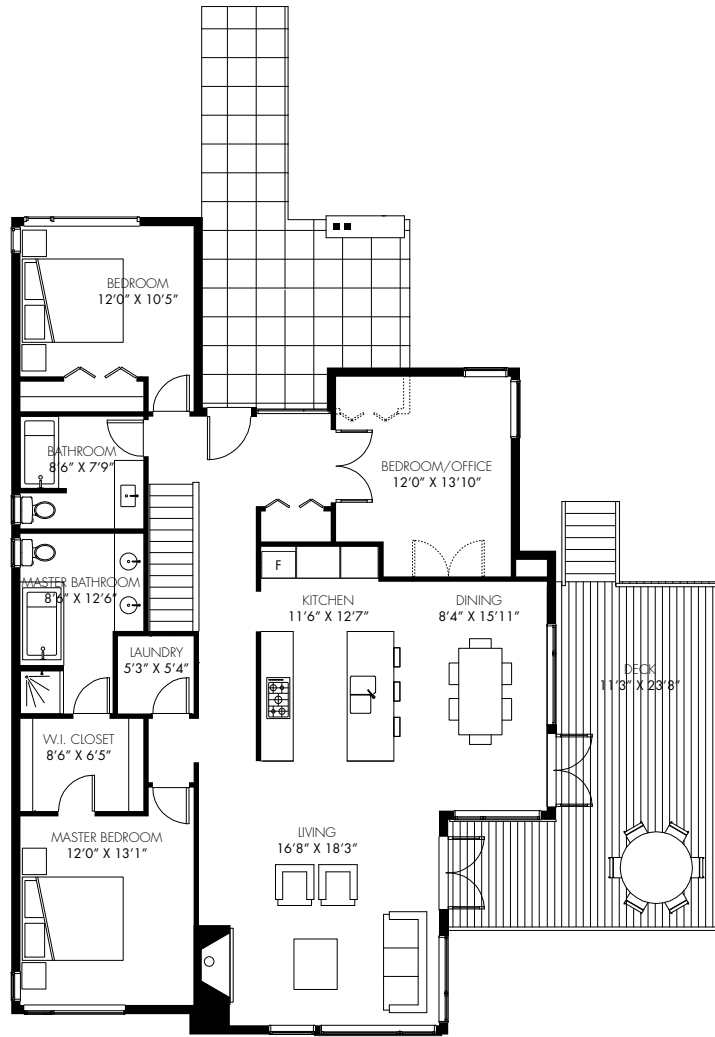 BEDROOM
12'0" X 10'5"
BATHROOM
8'6" X 7'9"
BEDROOM/OFFICE
12'0" X 13'10"
F
MASTER BATHROOM
8'6" X 12'6"
KITCHEN
11'6" X 12'7"
DINING
8'4" X 15'11"
LAUNDRY
5'3" X 5'4"
DECK
11'3" X 23'8"
W.I. CLOSET
8'6" X 6'5"
MASTER BEDROOM
12'0" X 13'1"
LIVING
16'8" X 18'3"